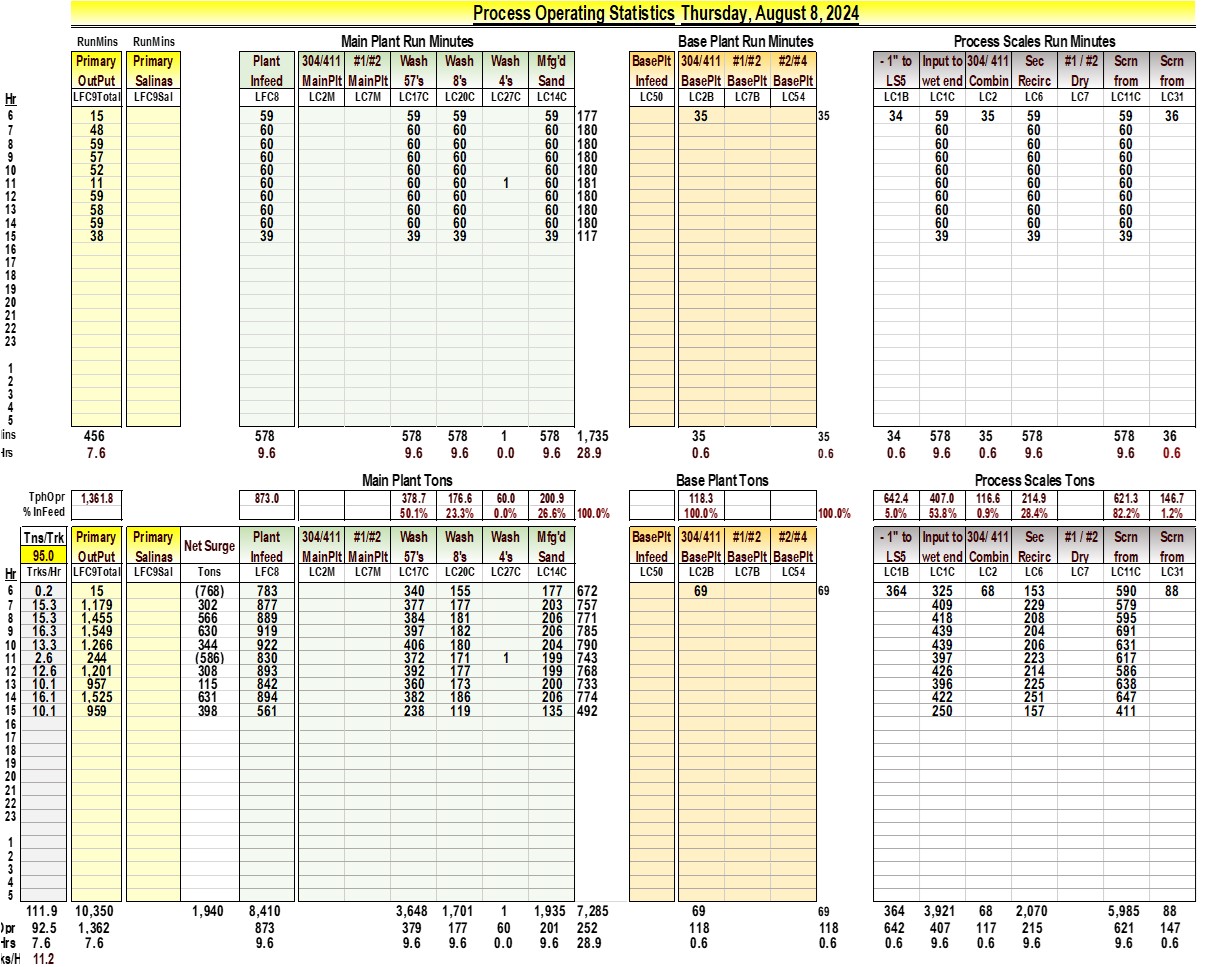 Process Operating Statistics Thursday, August 8, 2024
RunMins RunMins Main Plant Run Minutes Base Plant Run Minutes Process Scales Run Minutes
Primary Primary Plant 304/411 #1/#2 Wash Wash Wash Mfg'd BasePlt 304/411 #1/#2 #2/#4 - 1" to Input to 304/ 411 Sec #1 / #2 Scrn Scrn
OutPut Salinas Infeed MainPlt MainPlt 57's 8's 4's Sand Infeed BasePlt BasePlt BasePlt LS5 wet end Combin Recirc Dry from from
Hr LFC9Total LFC9Sal LFC8 LC2M LC7M LC17C LC20C LC27C LC14C LC50 LC2B LC7B LC54 LC1B LC1C LC2 LC6 LC7 LC11C LC31
6 15 59 59 59 59 177 35 35 34 59 35 59 59 36
7 48 60 60 60 60 180 60 60 60
8 59 60 60 60 60 180 60 60 60
9 57 60 60 60 60 180 60 60 60
10 52 60 60 60 60 180 60 60 60
11 11 60 60 60 1 60 181 60 60 60
12 59 60 60 60 60 180 60 60 60
13 58 60 60 60 60 180 60 60 60
14 59 60 60 60 60 180 60 60 60
15 38 39 39 39 39 117 39 39 39
16
17
18
19
20
21
22
23
1
2
3
4
5
ins 456 578 578 578 1 578 1,735 35 35 34 578 35 578 578 36
Hrs 7.6 9.6 9.6 9.6 0.0 9.6 28.9 0.6 0.6 0.6 9.6 0.6 9.6 9.6 0.6
Main Plant Tons Base Plant Tons Process Scales Tons
TphOpr 1,361.8 873.0 378.7 176.6 60.0 200.9 118.3 642.4 407.0 116.6 214.9 621.3 146.7
% InFeed 50.1% 23.3% 0.0% 26.6% 100.0% 100.0% 100.0% 5.0% 53.8% 0.9% 28.4% 82.2% 1.2%
Tns/Trk Primary Primary Net Surge Plant 304/411 #1/#2 Wash Wash Wash Mfg'd BasePlt 304/411 #1/#2 #2/#4 - 1" to Input to 304/ 411 Sec #1 / #2 Scrn Scrn
95.0 OutPut Salinas Infeed MainPlt MainPlt 57's 8's 4's Sand Infeed BasePlt BasePlt BasePlt LS5 wet end Combin Recirc Dry from from
Hr Trks/Hr LFC9Total LFC9Sal Tons LFC8 LC2M LC7M LC17C LC20C LC27C LC14C LC50 LC2B LC7B LC54 LC1B LC1C LC2 LC6 LC7 LC11C LC31
6 0.2 15 (768) 783 340 155 177 672 69 69 364 325 68 153 590 88
7 15.3 1,179 302 877 377 177 203 757 409 229 579
8 15.3 1,455 566 889 384 181 206 771 418 208 595
9 16.3 1,549 630 919 397 182 206 785 439 204 691
10 13.3 1,266 344 922 406 180 204 790 439 206 631
11 2.6 244 (586) 830 372 171 1 199 743 397 223 617
12 12.6 1,201 308 893 392 177 199 768 426 214 586
13 10.1 957 115 842 360 173 200 733 396 225 638
14 16.1 1,525 631 894 382 186 206 774 422 251 647
15 10.1 959 398 561 238 119 135 492 250 157 411
16
17
18
19
20
21
22
23
1
2
3
4
5
111.9 10,350 1,940 8,410 3,648 1,701 1 1,935 7,285 69 69 364 3,921 68 2,070 5,985 88
Opr 92.5 1,362 873 379 177 60 201 252 118 118 642 407 117 215 621 147
Hrs 7.6 7.6 9.6 9.6 9.6 0.0 9.6 28.9 0.6 0.6 0.6 9.6 0.6 9.6 9.6 0.6
ks/H 11.2